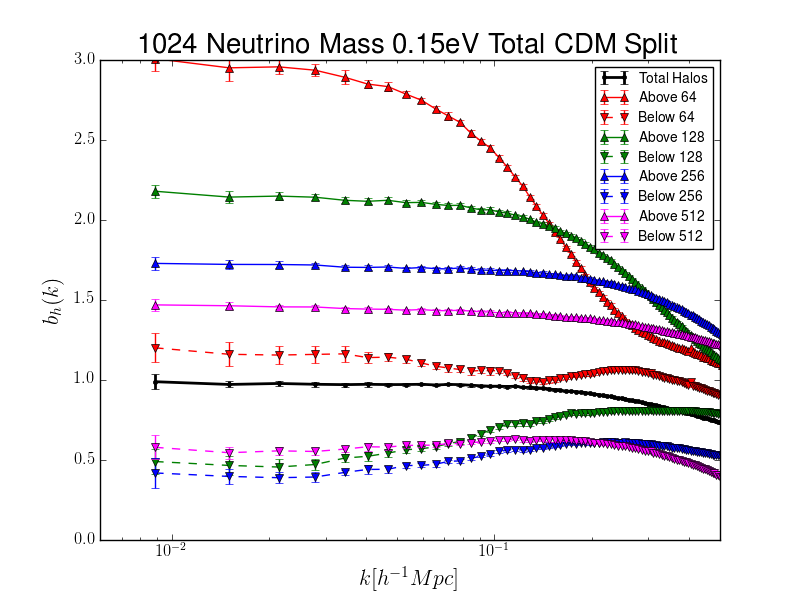 1024 Neutrino Mass 0.15eV Total CDM Split
3.0
2.5
2.0
1.5
1.0
0.5
0.0
b_h(k)
Total Halos
Above 64
Below 64
Above 128
Below 128
Above 256
Below 256
Above 512
Below 512
10^{-2}
10^{-1}
k[h^{-1}Mpc]